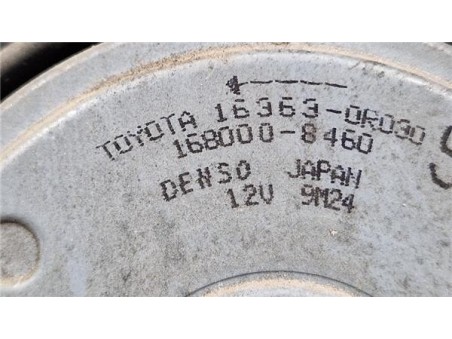 TOYOTA 16363-0R030
168000-8460
DENSO JAPAN
12V 9M24